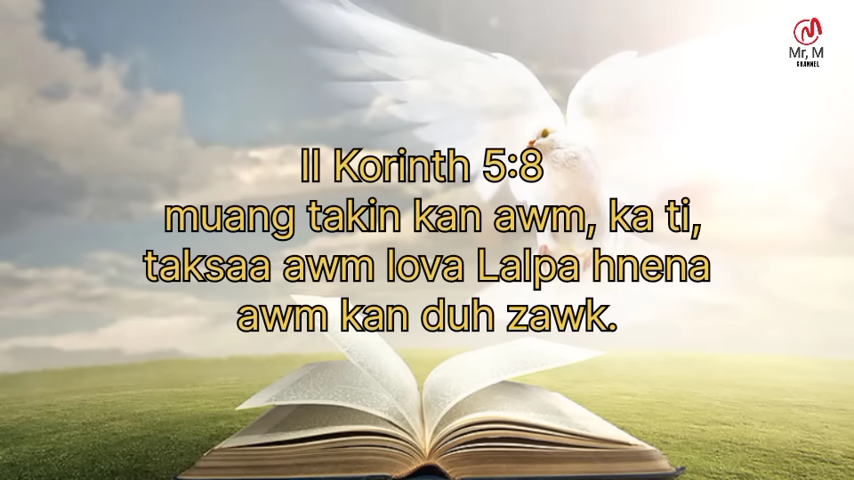 Mr, M
CHANNEL
II Korinth 5:8
muang takin kan awm, ka ti,
taksaa awm lova Lalpa hnena
awm kan duh zawk.